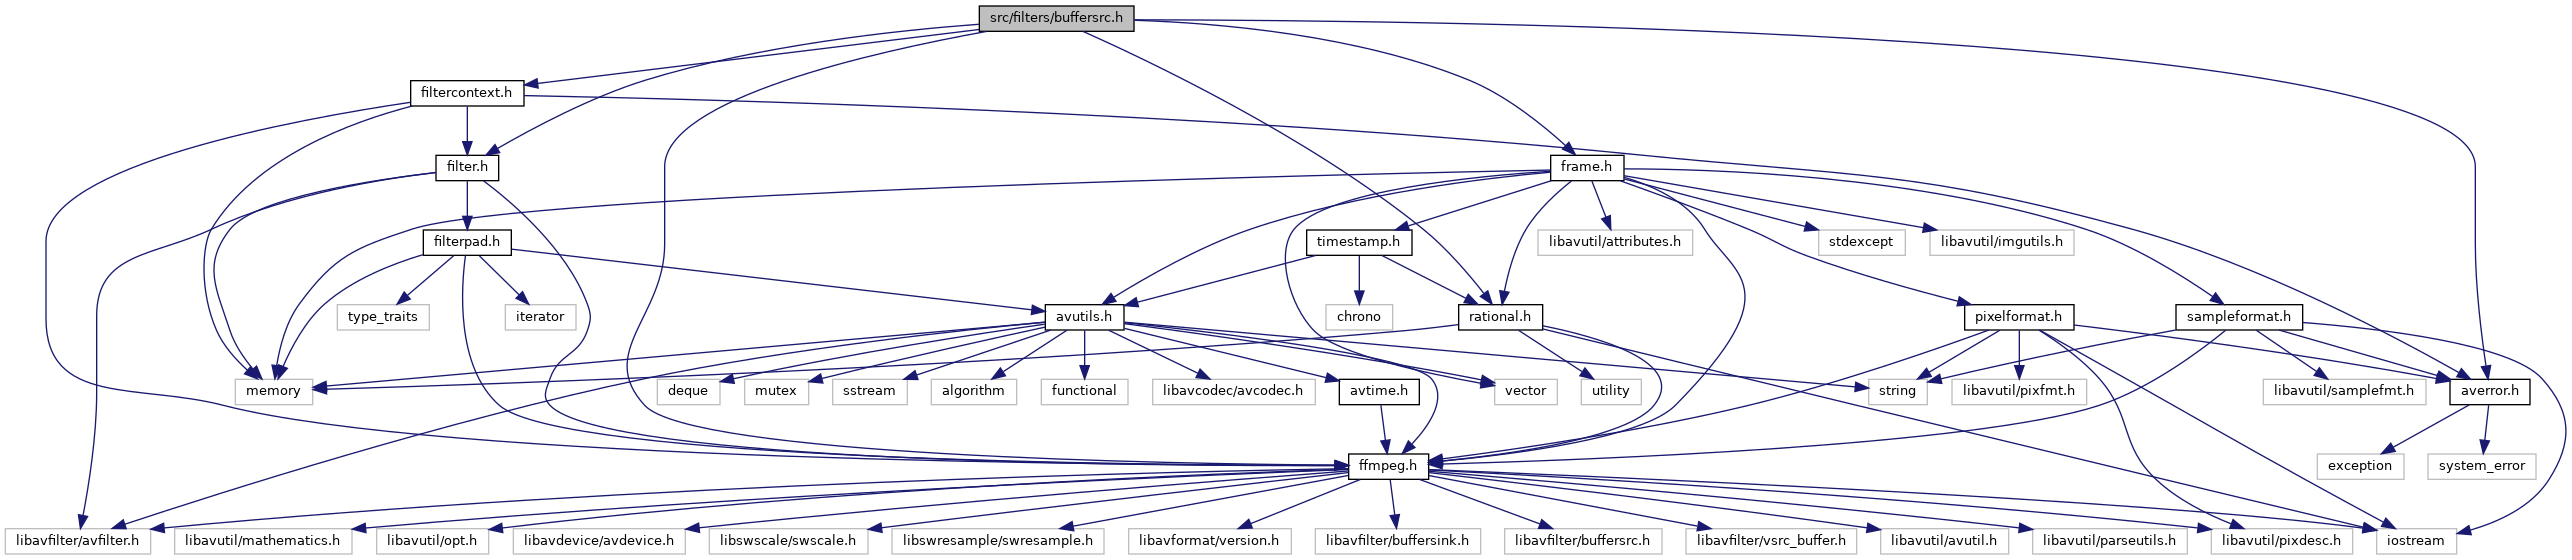 src/filters/buffersrc.h
filtercontext.h
filter.h
frame.h
filterpad.h
timestamp.h
libavutil/attributes.h
stdexcept
libavutil/imgutils.h
type_traits
iterator
avutils.h
chrono
rational.h
pixelformat.h
sampleformat.h
memory
deque
mutex
sstream
algorithm
functional
libavcodec/avcodec.h
avtime.h
vector
utility
string
libavutil/pixfmt.h
libavutil/samplefmt.h
averror.h
ffmpeg.h
exception
system_error
libavfilter/avfilter.h
libavutil/mathematics.h
libavutil/opt.h
libavdevice/avdevice.h
libswscale/swscale.h
libswresample/swresample.h
libavformat/version.h
libavfilter/buffersink.h
libavfilter/buffersrc.h
libavfilter/vsrc_buffer.h
libavutil/avutil.h
libavutil/parseutils.h
libavutil/pixdesc.h
iostream